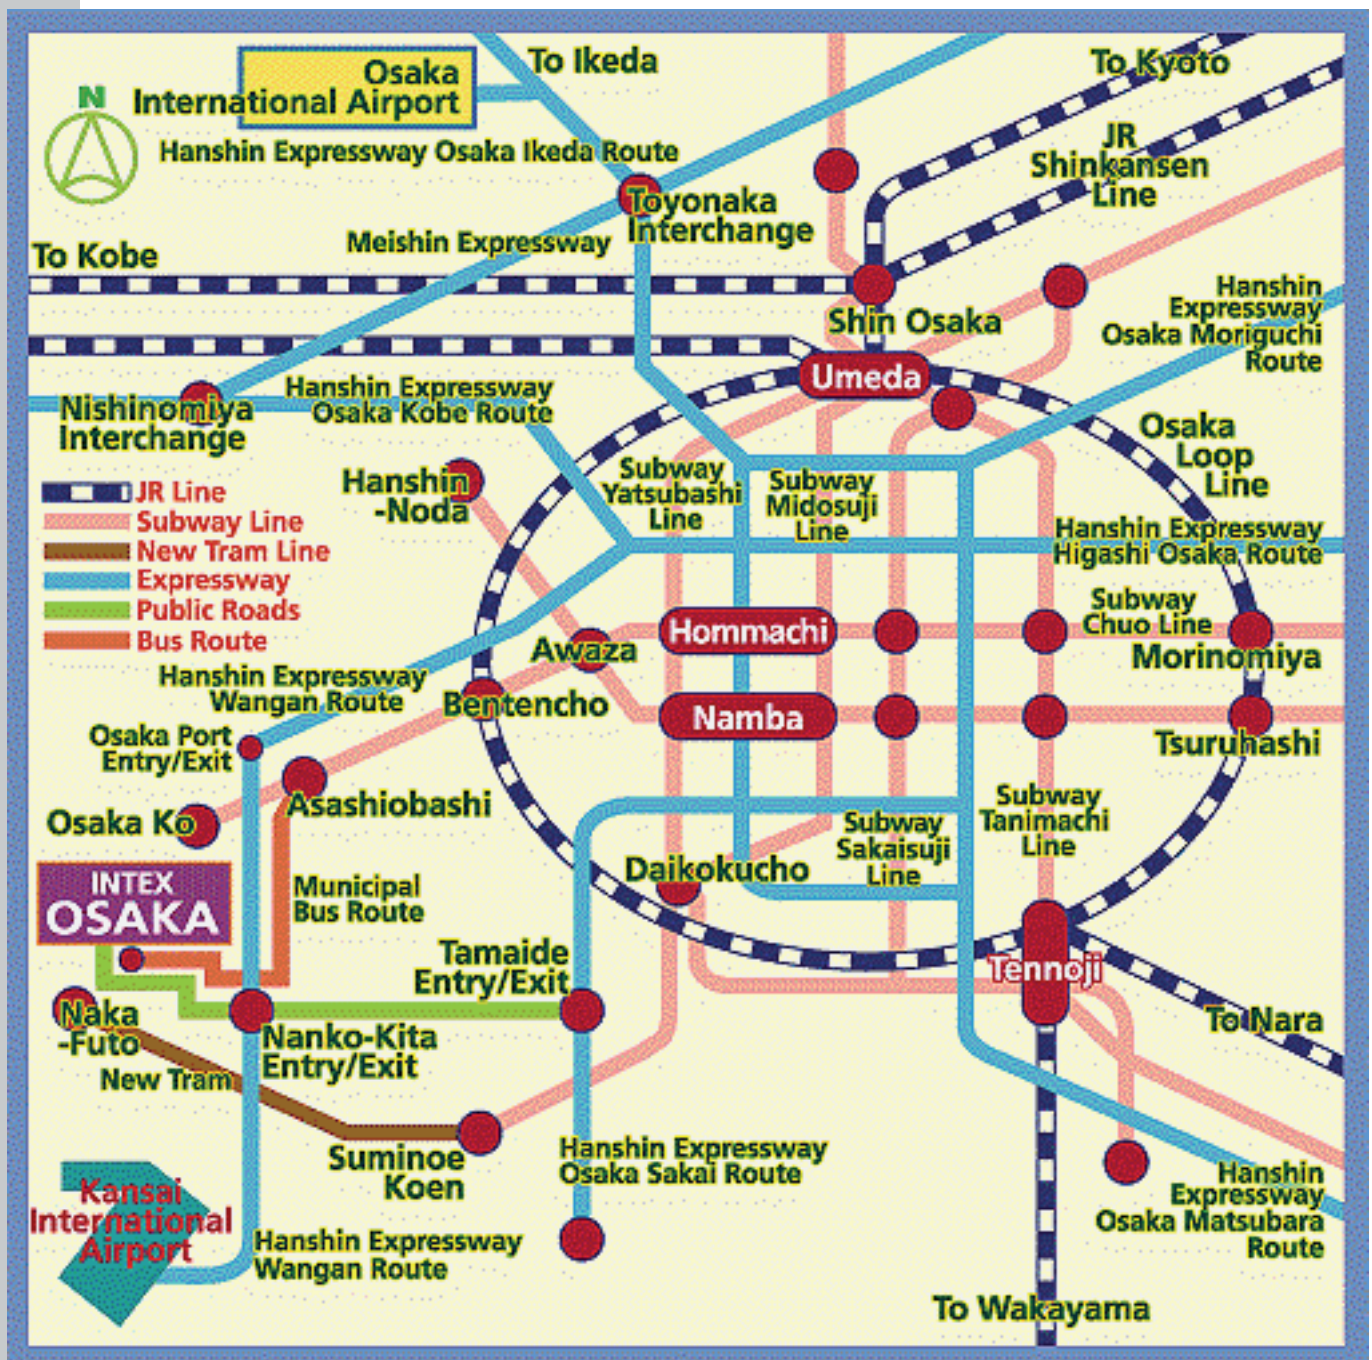 To Ikeda
To Kyoto
Osaka
International Airport
N
Hanshin Expressway Osaka Ikeda Route
JR
Shinkansen
Line
Toyonaka
Interchange
Meishin Expressway
To Kobe
Shin Osaka
Hanshin
Expressway
Osaka Moriguchi
Route
Umeda
Hanshin Expressway
Osaka Kobe Route
Nishinomiya
Interchange
Osaka
Loop
Line
Hanshin
-Noda
Subway
Yatsubashi
Line
Subway
Midosuji
Line
JR Line
Subway Line
New Tram Line
Expressway
Public Roads
Bus Route
Hanshin Expressway
Higashi Osaka Route
Subway
Chuo Line
Hommachi
Awaza
Morinomiya
Hanshin Expressway
Wangan Route
Bentencho
Namba
Osaka Port
Entry/Exit
Tsuruhashi
Asashiobashi
Osaka Ko
Subway
Tanimachi
Line
Subway
Sakaisuji
Line
Daikokucho
INTEX
OSAKA
Municipal
Bus Route
Tamaide
Entry/Exit
Tennoji
Naka
-Futo
To Nara
Nanko-Kita
Entry/Exit
New Tram
Suminoe
Koen
Hanshin Expressway
Osaka Sakai Route
Kansai
International
Airport
Hanshin
Expressway
Osaka Matsubara
Route
Hanshin Expressway
Wangan Route
To Wakayama